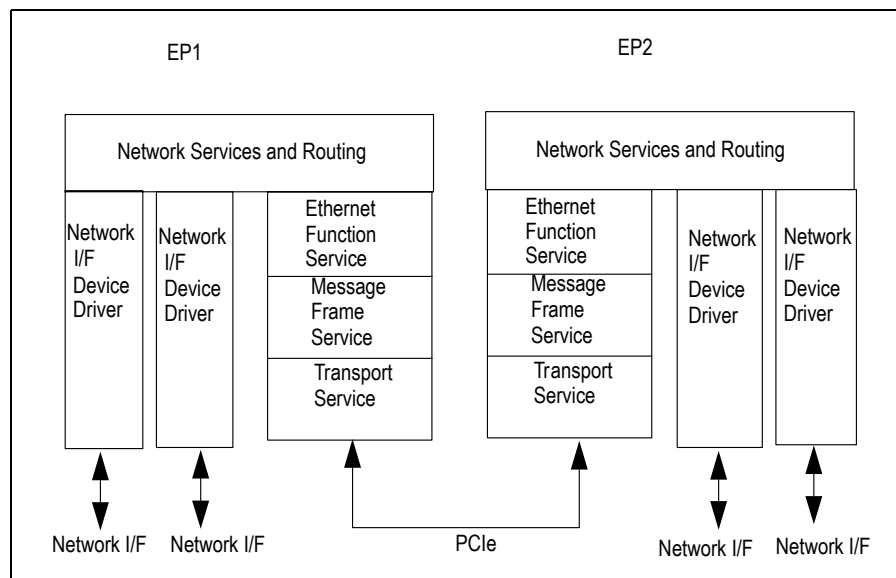 EP1
EP2
Network Services and Routing
Network Services and Routing
Network
I/F
Device
Driver
Network
I/F
Device
Driver
Ethernet
Function
Service
Message
Frame
Service
Transport
Service
Ethernet
Function
Service
Message
Frame
Service
Transport
Service
Network
I/F
Device
Driver
Network
I/F
Device
Driver
Network I/F
Network I/F
PCIe
Network I/F
Network I/F